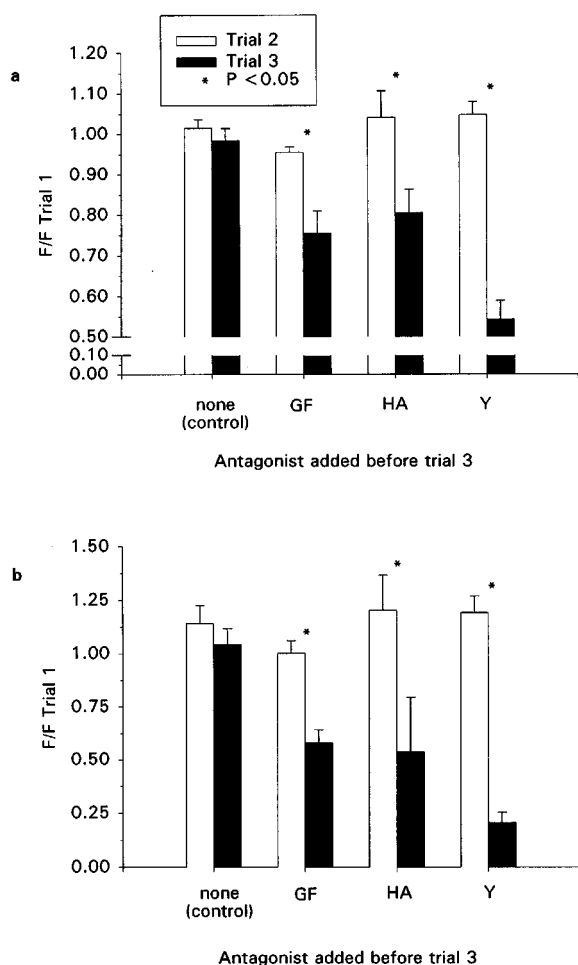 Trial 2
Trial 3
* P < 0.05
a
1.20
1.10
1.00
0.90
0.80
0.70
0.60
0.50
0.10
0.00
F/F Trial 1
* * *
none GF HA Y
(control)
Antagonist added before trial 3
b
1.50
1.25
1.00
0.75
0.50
0.25
0.00
F/F Trial 1
* * *
none GF HA Y
(control)
Antagonist added before trial 3